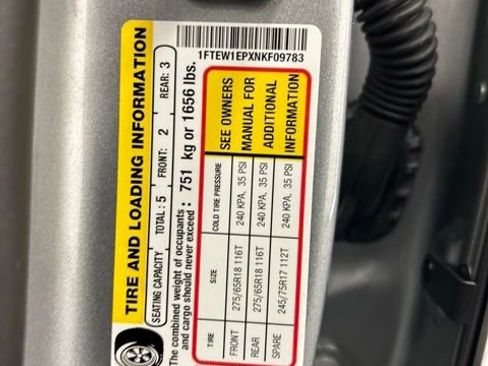 TIRE AND LOADING INFORMATION
SEATING CAPACITY TOTAL : 5 FRONT: 2 REAR: 3
The combined weight of occupants
and cargo should never exceed : 751 kg or 1656 lbs.
TIRE SIZE COLD TIRE PRESSURE
FRONT 275/65R18 116T 240 KPA, 35 PSI
REAR 275/65R18 116T 240 KPA, 35 PSI
SPARE 245/75R17 112T 240 KPA, 35 PSI
SEE OWNERS
MANUAL FOR
ADDITIONAL
INFORMATION
1FTEW1EPXNKF09783